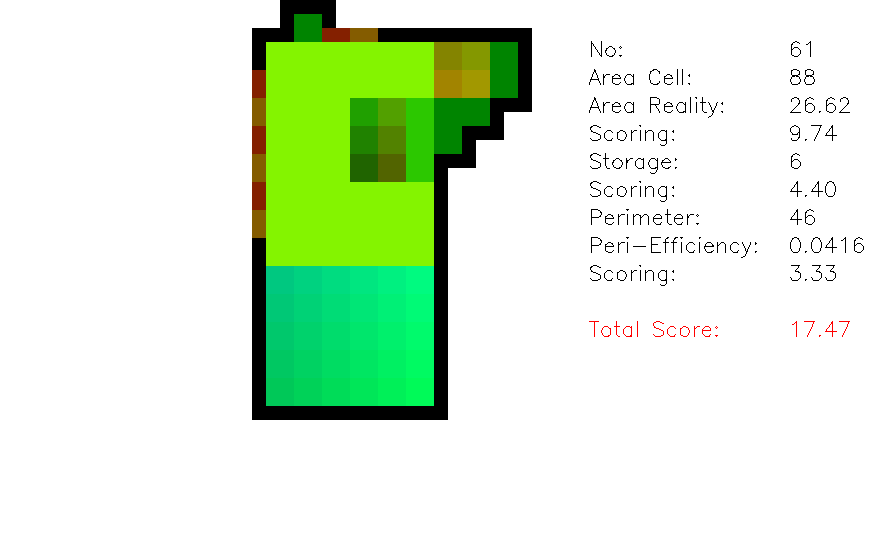 No: 61
Area Cell: 88
Area Reality: 26.62
Scoring: 9.74
Storage: 6
Scoring: 4.40
Perimeter: 46
Peri-Efficiency: 0.0416
Scoring: 3.33
Total Score: 17.47